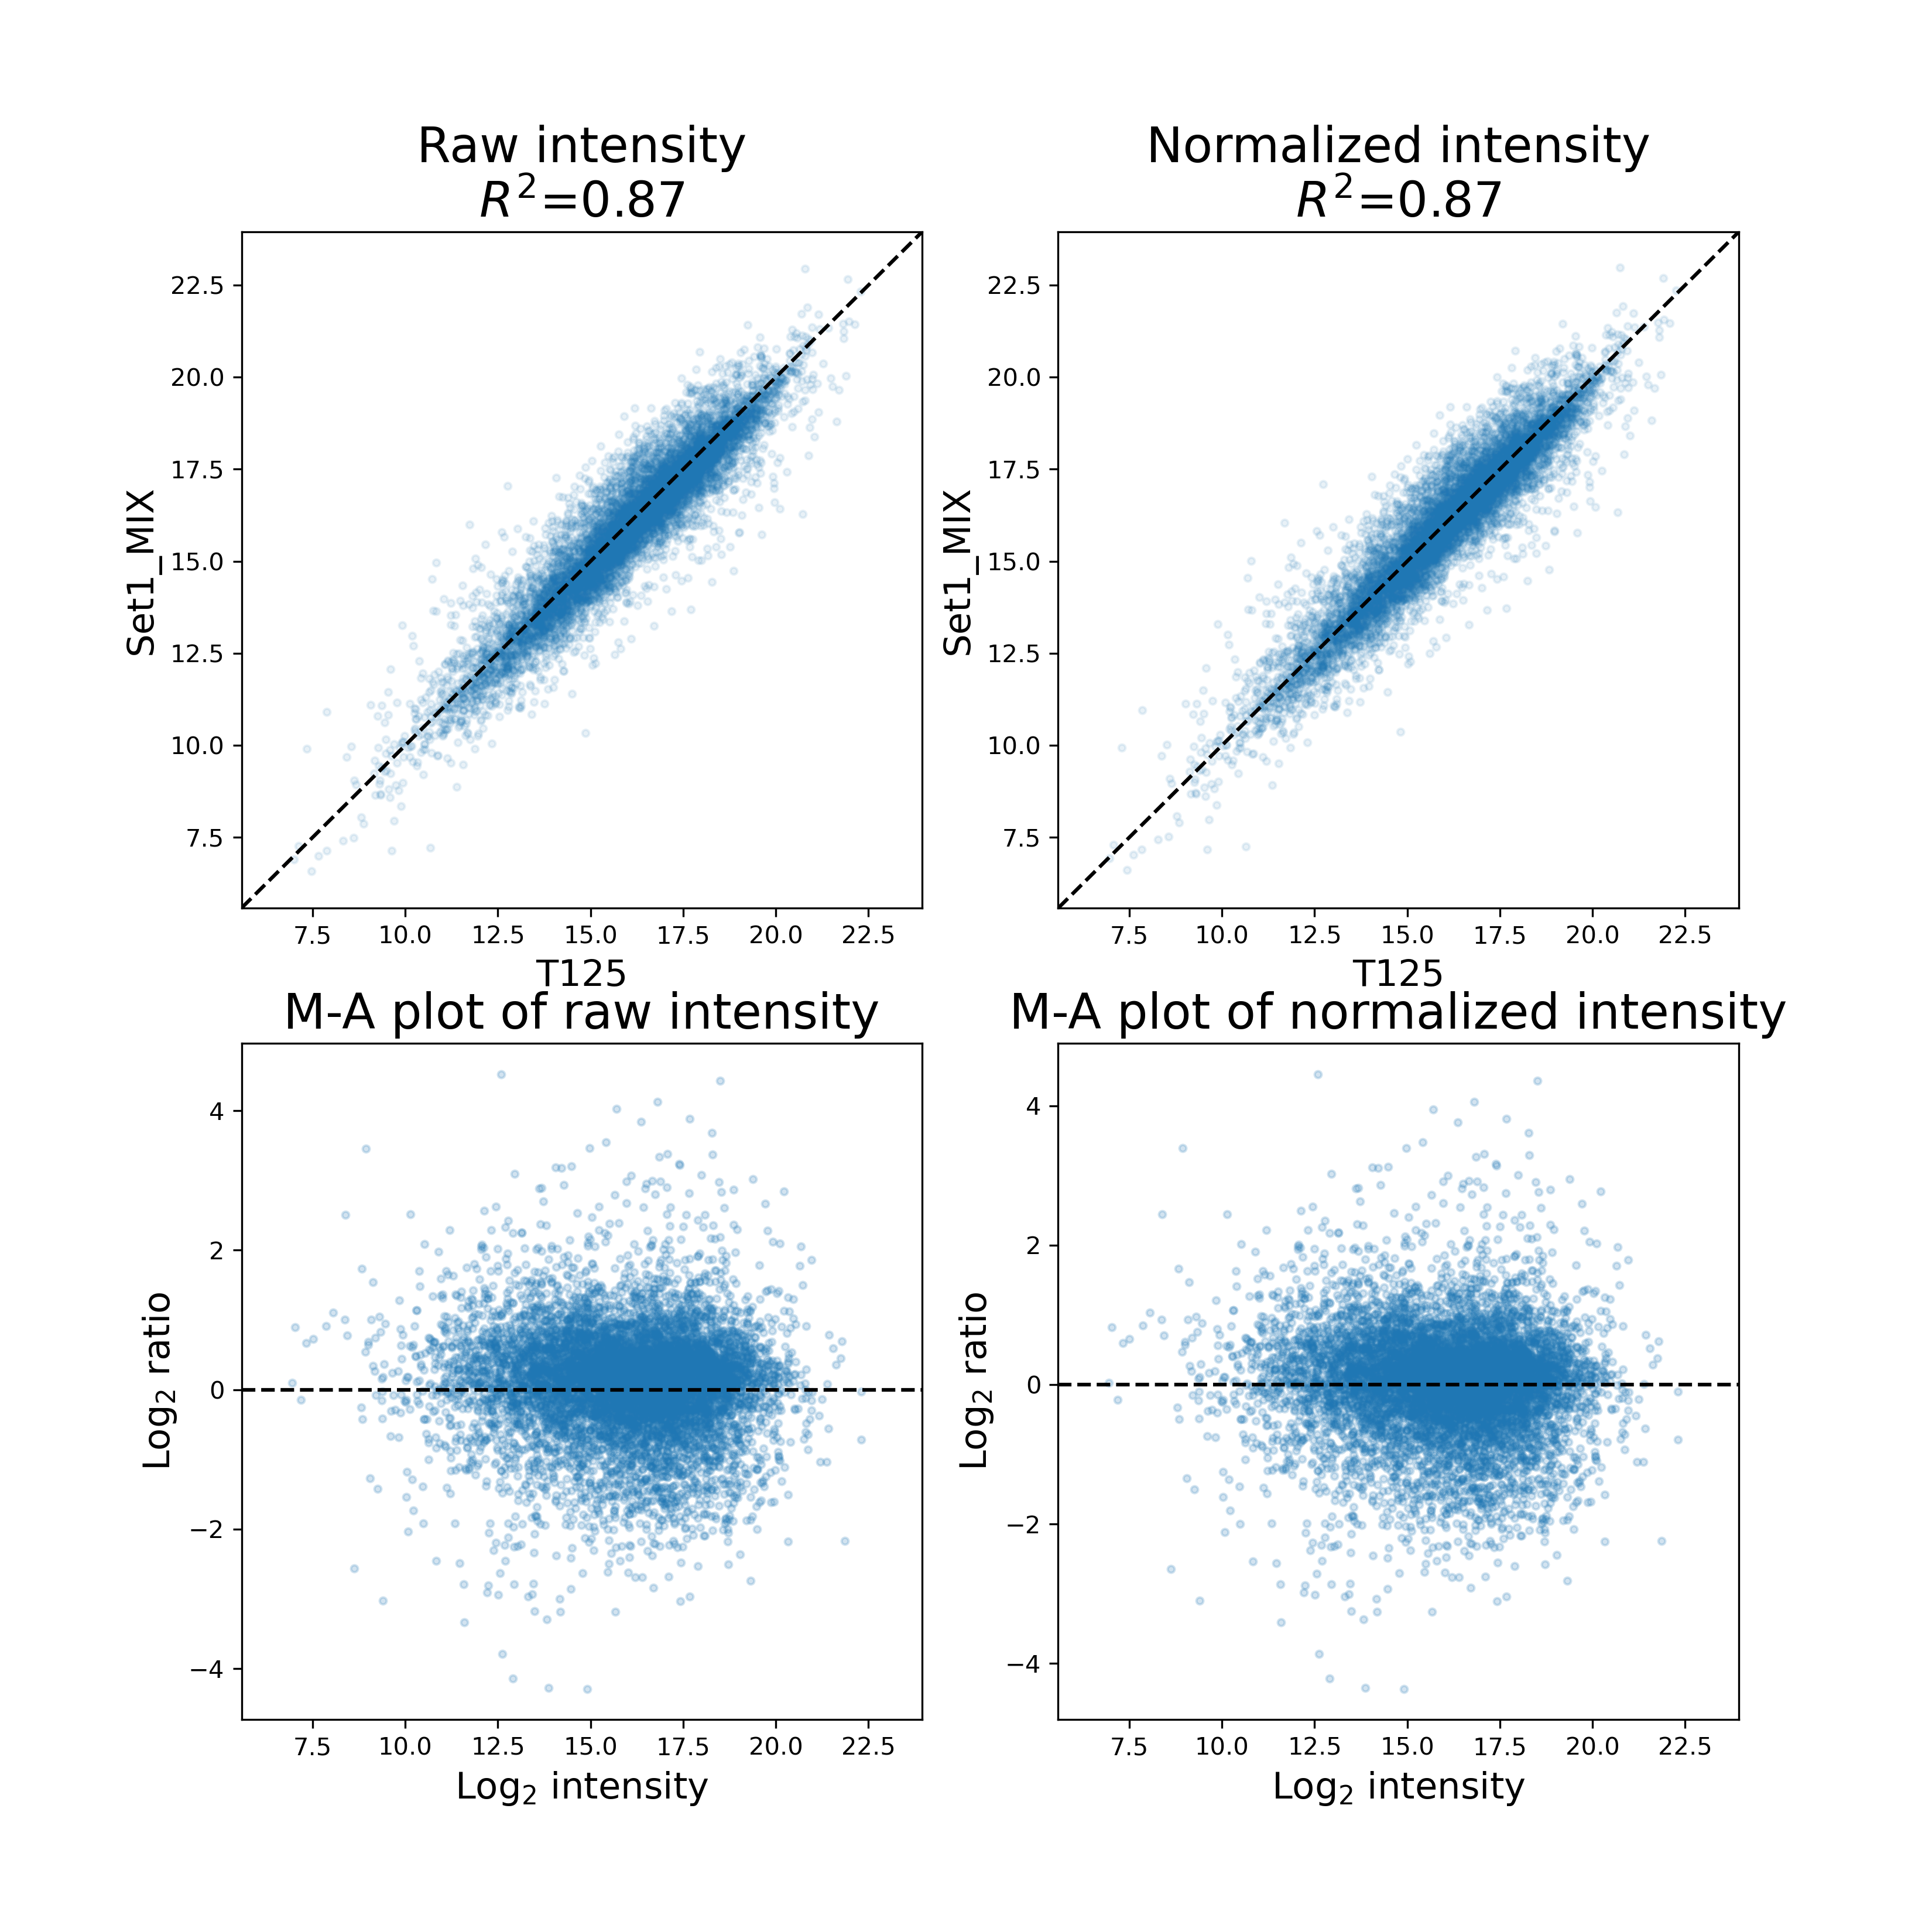 Raw intensity
R²=0.87
22.5
20.0
17.5
15.0
12.5
10.0
7.5
Set1_MIX
7.5 10.0 12.5 15.0 17.5 20.0 22.5
T125
Normalized intensity
R²=0.87
22.5
20.0
17.5
15.0
12.5
10.0
7.5
Set1_MIX
7.5 10.0 12.5 15.0 17.5 20.0 22.5
T125
M-A plot of raw intensity
4
2
0
−2
−4
Log₂ ratio
7.5 10.0 12.5 15.0 17.5 20.0 22.5
Log₂ intensity
M-A plot of normalized intensity
4
2
0
−2
−4
Log₂ ratio
7.5 10.0 12.5 15.0 17.5 20.0 22.5
Log₂ intensity